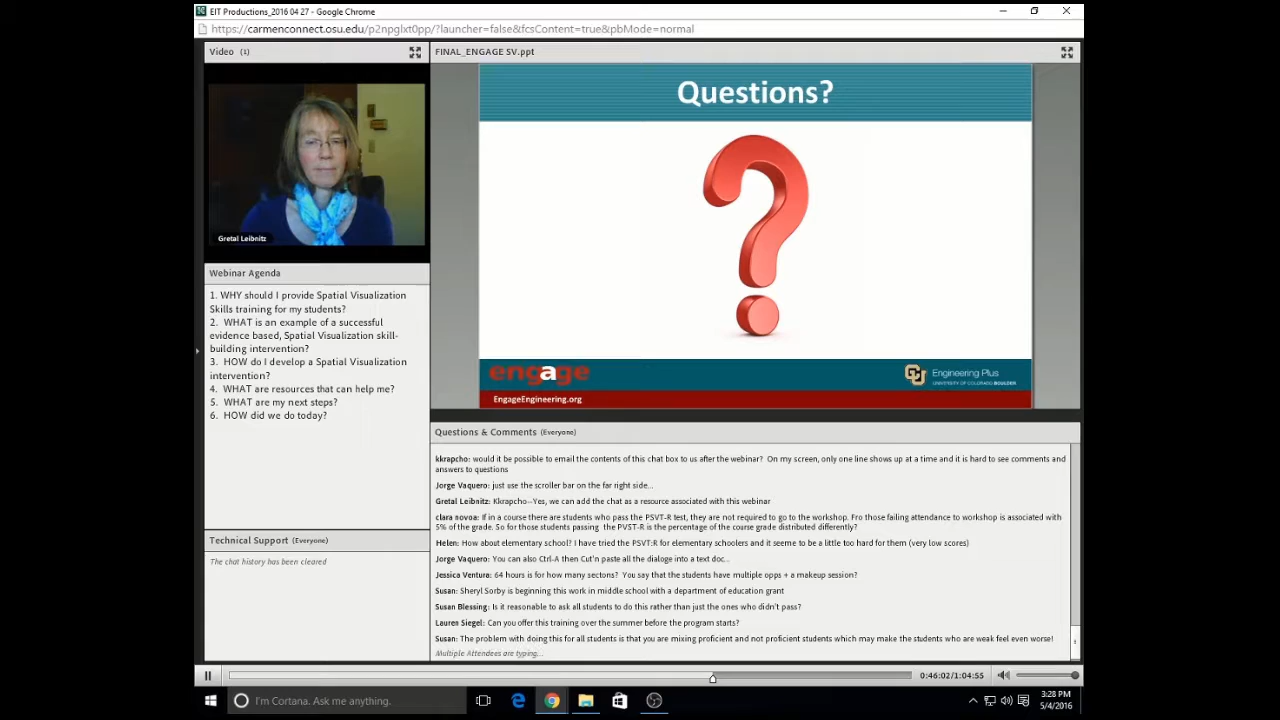 EIT Productions_2016 04 27 - Google Chrome
https://carmenconnect.osu.edu/p2npglxt0pp/?launcher=false&fcsContent=true&pbMode=normal
Video (1)
Gretal Leibnitz
Webinar Agenda
1. WHY should I provide Spatial Visualization
Skills training for my students?
2. WHAT is an example of a successful
evidence based, Spatial Visualization skill-
building intervention?
3. HOW do I develop a Spatial Visualization
intervention?
4. WHAT are resources that can help me?
5. WHAT are my next steps?
6. HOW did we do today?
Technical Support (Everyone)
The chat history has been cleared
FINAL_ENGAGE SV.ppt
Questions?
engage
Engineering Plus
UNIVERSITY OF COLORADO BOULDER
EngageEngineering.org
Questions & Comments (Everyone)
kkrapcho: would it be possible to email the contents of this chat box to us after the webinar? On my screen, only one line shows up at a time and it is hard to see comments and
answers to questions
Jorge Vaquero: just use the scroller bar on the far right side...
Gretal Leibnitz: Kkrapcho--Yes, we can add the chat as a resource associated with this webinar
clara novoa: If in a course there are students who pass the PSVT-R test, they are not required to go to the workshop. Fro those failing attendance to workshop is associated with
5% of the grade. So for those students passing the PVST-R is the percentage of the course grade distributed differently?
Helen: How about elementary school? I have tried the PSVT:R for elementary schoolers and it seeme to be a little too hard for them (very low scores)
Jorge Vaquero: You can also Ctrl-A then Cut'n paste all the dialoge into a text doc...
Jessica Ventura: 64 hours is for how many sectons? You say that the students have multiple opps + a makeup session?
Susan: Sheryl Sorby is beginning this work in middle school with a department of education grant
Susan Blessing: Is it reasonable to ask all students to do this rather than just the ones who didn't pass?
Lauren Siegel: Can you offer this training over the summer before the program starts?
Susan: The problem with doing this for all students is that you are mixing proficient and not proficient students which may make the students who are weak feel even worse!
Multiple Attendees are typing...
0:46:02/1:04:55
I'm Cortana. Ask me anything.
3:28 PM
5/4/2016